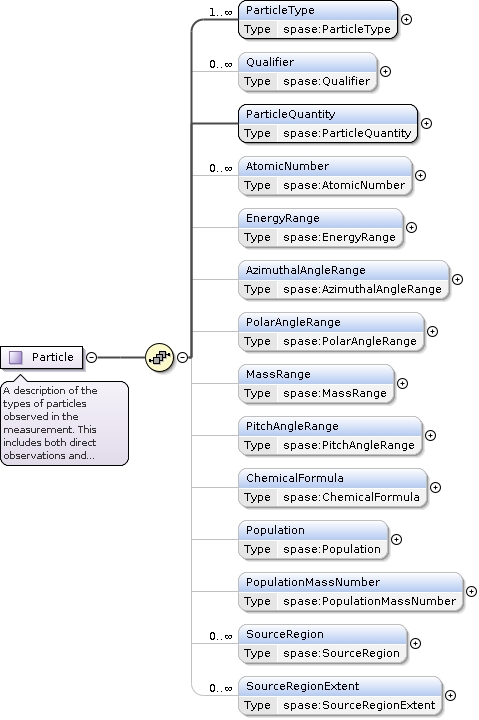 1..∞
ParticleType
Type spase:ParticleType
0..∞
Qualifier
Type spase:Qualifier
ParticleQuantity
Type spase:ParticleQuantity
0..∞
AtomicNumber
Type spase:AtomicNumber
EnergyRange
Type spase:EnergyRange
AzimuthalAngleRange
Type spase:AzimuthalAngleRange
PolarAngleRange
Type spase:PolarAngleRange
Particle
A description of the
types of particles
observed in the
measurement. This
includes both direct
observations and...
MassRange
Type spase:MassRange
PitchAngleRange
Type spase:PitchAngleRange
ChemicalFormula
Type spase:ChemicalFormula
Population
Type spase:Population
PopulationMassNumber
Type spase:PopulationMassNumber
0..∞
SourceRegion
Type spase:SourceRegion
0..∞
SourceRegionExtent
Type spase:SourceRegionExtent